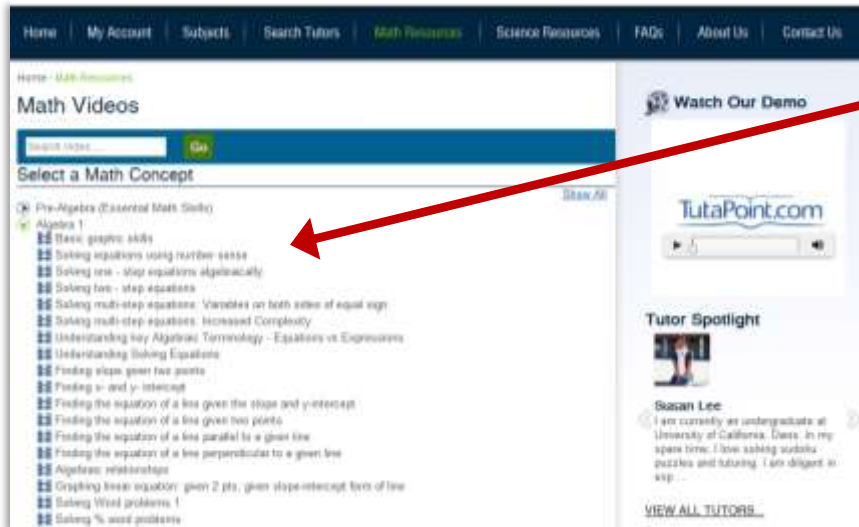 Home My Account Subjects Search Tutors Math Resources Science Resources FAQs About Us Contact Us
Home - Math Resources
Math Videos
Search Video ...
Go
Select a Math Concept
Show All
Pre-Algebra (Essential Math Skills)
Algebra 1
Basic graphic skills
Solving equations using number sense
Solving one - step equations algebraically
Solving two - step equations
Solving multi-step equations: Variables on both sides of equal sign
Solving multi-step equations: Increased Complexity
Understanding key Algebraic Terminology - Equations vs Expressions
Understanding Solving Equations
Finding slope given two points
Finding x- and y- intercept
Finding the equation of a line given the slope and y-intercept
Finding the equation of a line given two points
Finding the equation of a line parallel to a given line
Finding the equation of a line perpendicular to a given line
Algebraic relationships
Graphing linear equation: given 2 pts, given slope-intercept form of line
Solving Word problems 1
Solving % word problems
Watch Our Demo
TutaPoint.com
Tutor Spotlight
Susan Lee
I am currently an undergraduate at
University of California, Davis. In my
spare time, I love solving sudoku
puzzles and tutoring. I am diligent in
exp...
VIEW ALL TUTORS...